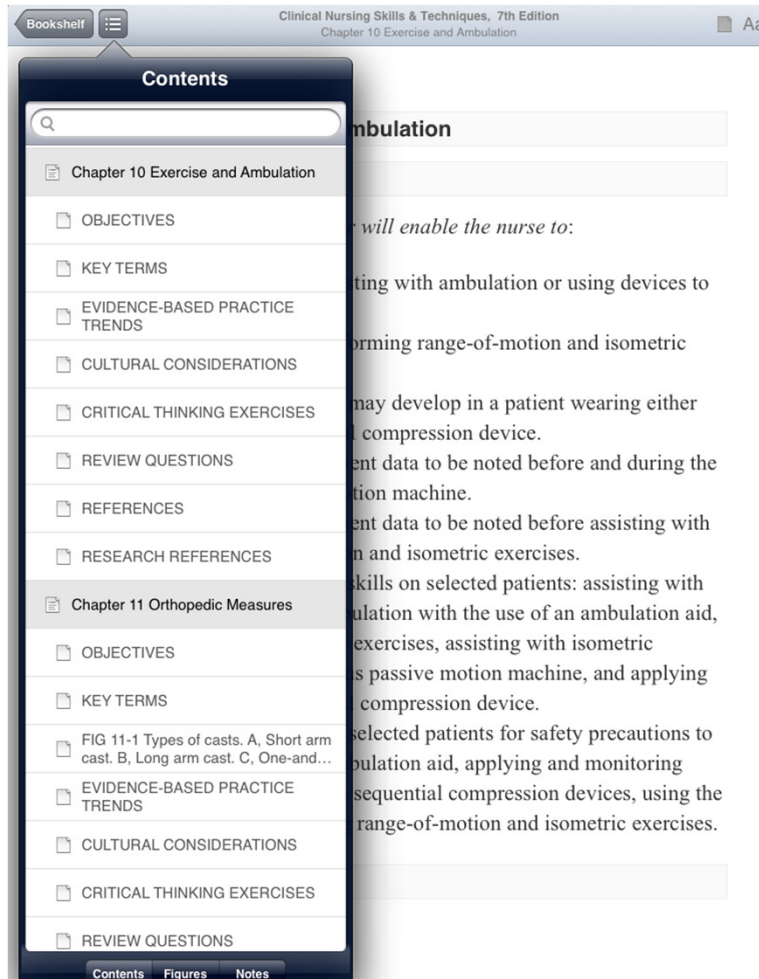 Bookshelf
Clinical Nursing Skills & Techniques, 7th Edition
Chapter 10 Exercise and Ambulation
Contents
Chapter 10 Exercise and Ambulation
OBJECTIVES
KEY TERMS
EVIDENCE-BASED PRACTICE
TRENDS
CULTURAL CONSIDERATIONS
CRITICAL THINKING EXERCISES
REVIEW QUESTIONS
REFERENCES
RESEARCH REFERENCES
Chapter 11 Orthopedic Measures
OBJECTIVES
KEY TERMS
FIG 11-1 Types of casts. A, Short arm
cast. B, Long arm cast. C, One-and…
EVIDENCE-BASED PRACTICE
TRENDS
CULTURAL CONSIDERATIONS
CRITICAL THINKING EXERCISES
REVIEW QUESTIONS
Contents Figures Notes
mbulation
will enable the nurse to:
ting with ambulation or using devices to
orming range-of-motion and isometric
may develop in a patient wearing either
compression device.
ent data to be noted before and during the
tion machine.
ent data to be noted before assisting with
n and isometric exercises.
skills on selected patients: assisting with
ulation with the use of an ambulation aid,
exercises, assisting with isometric
s passive motion machine, and applying
compression device.
selected patients for safety precautions to
bulation aid, applying and monitoring
sequential compression devices, using the
range-of-motion and isometric exercises.